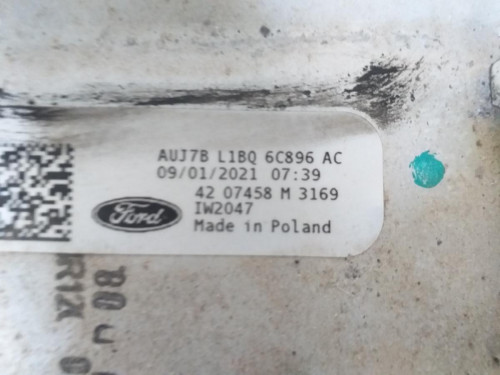 AUJ7B L1BQ 6C896 AC
09/01/2021 07:39
42 07458 M 3169
Ford
IW2047
Made in Poland